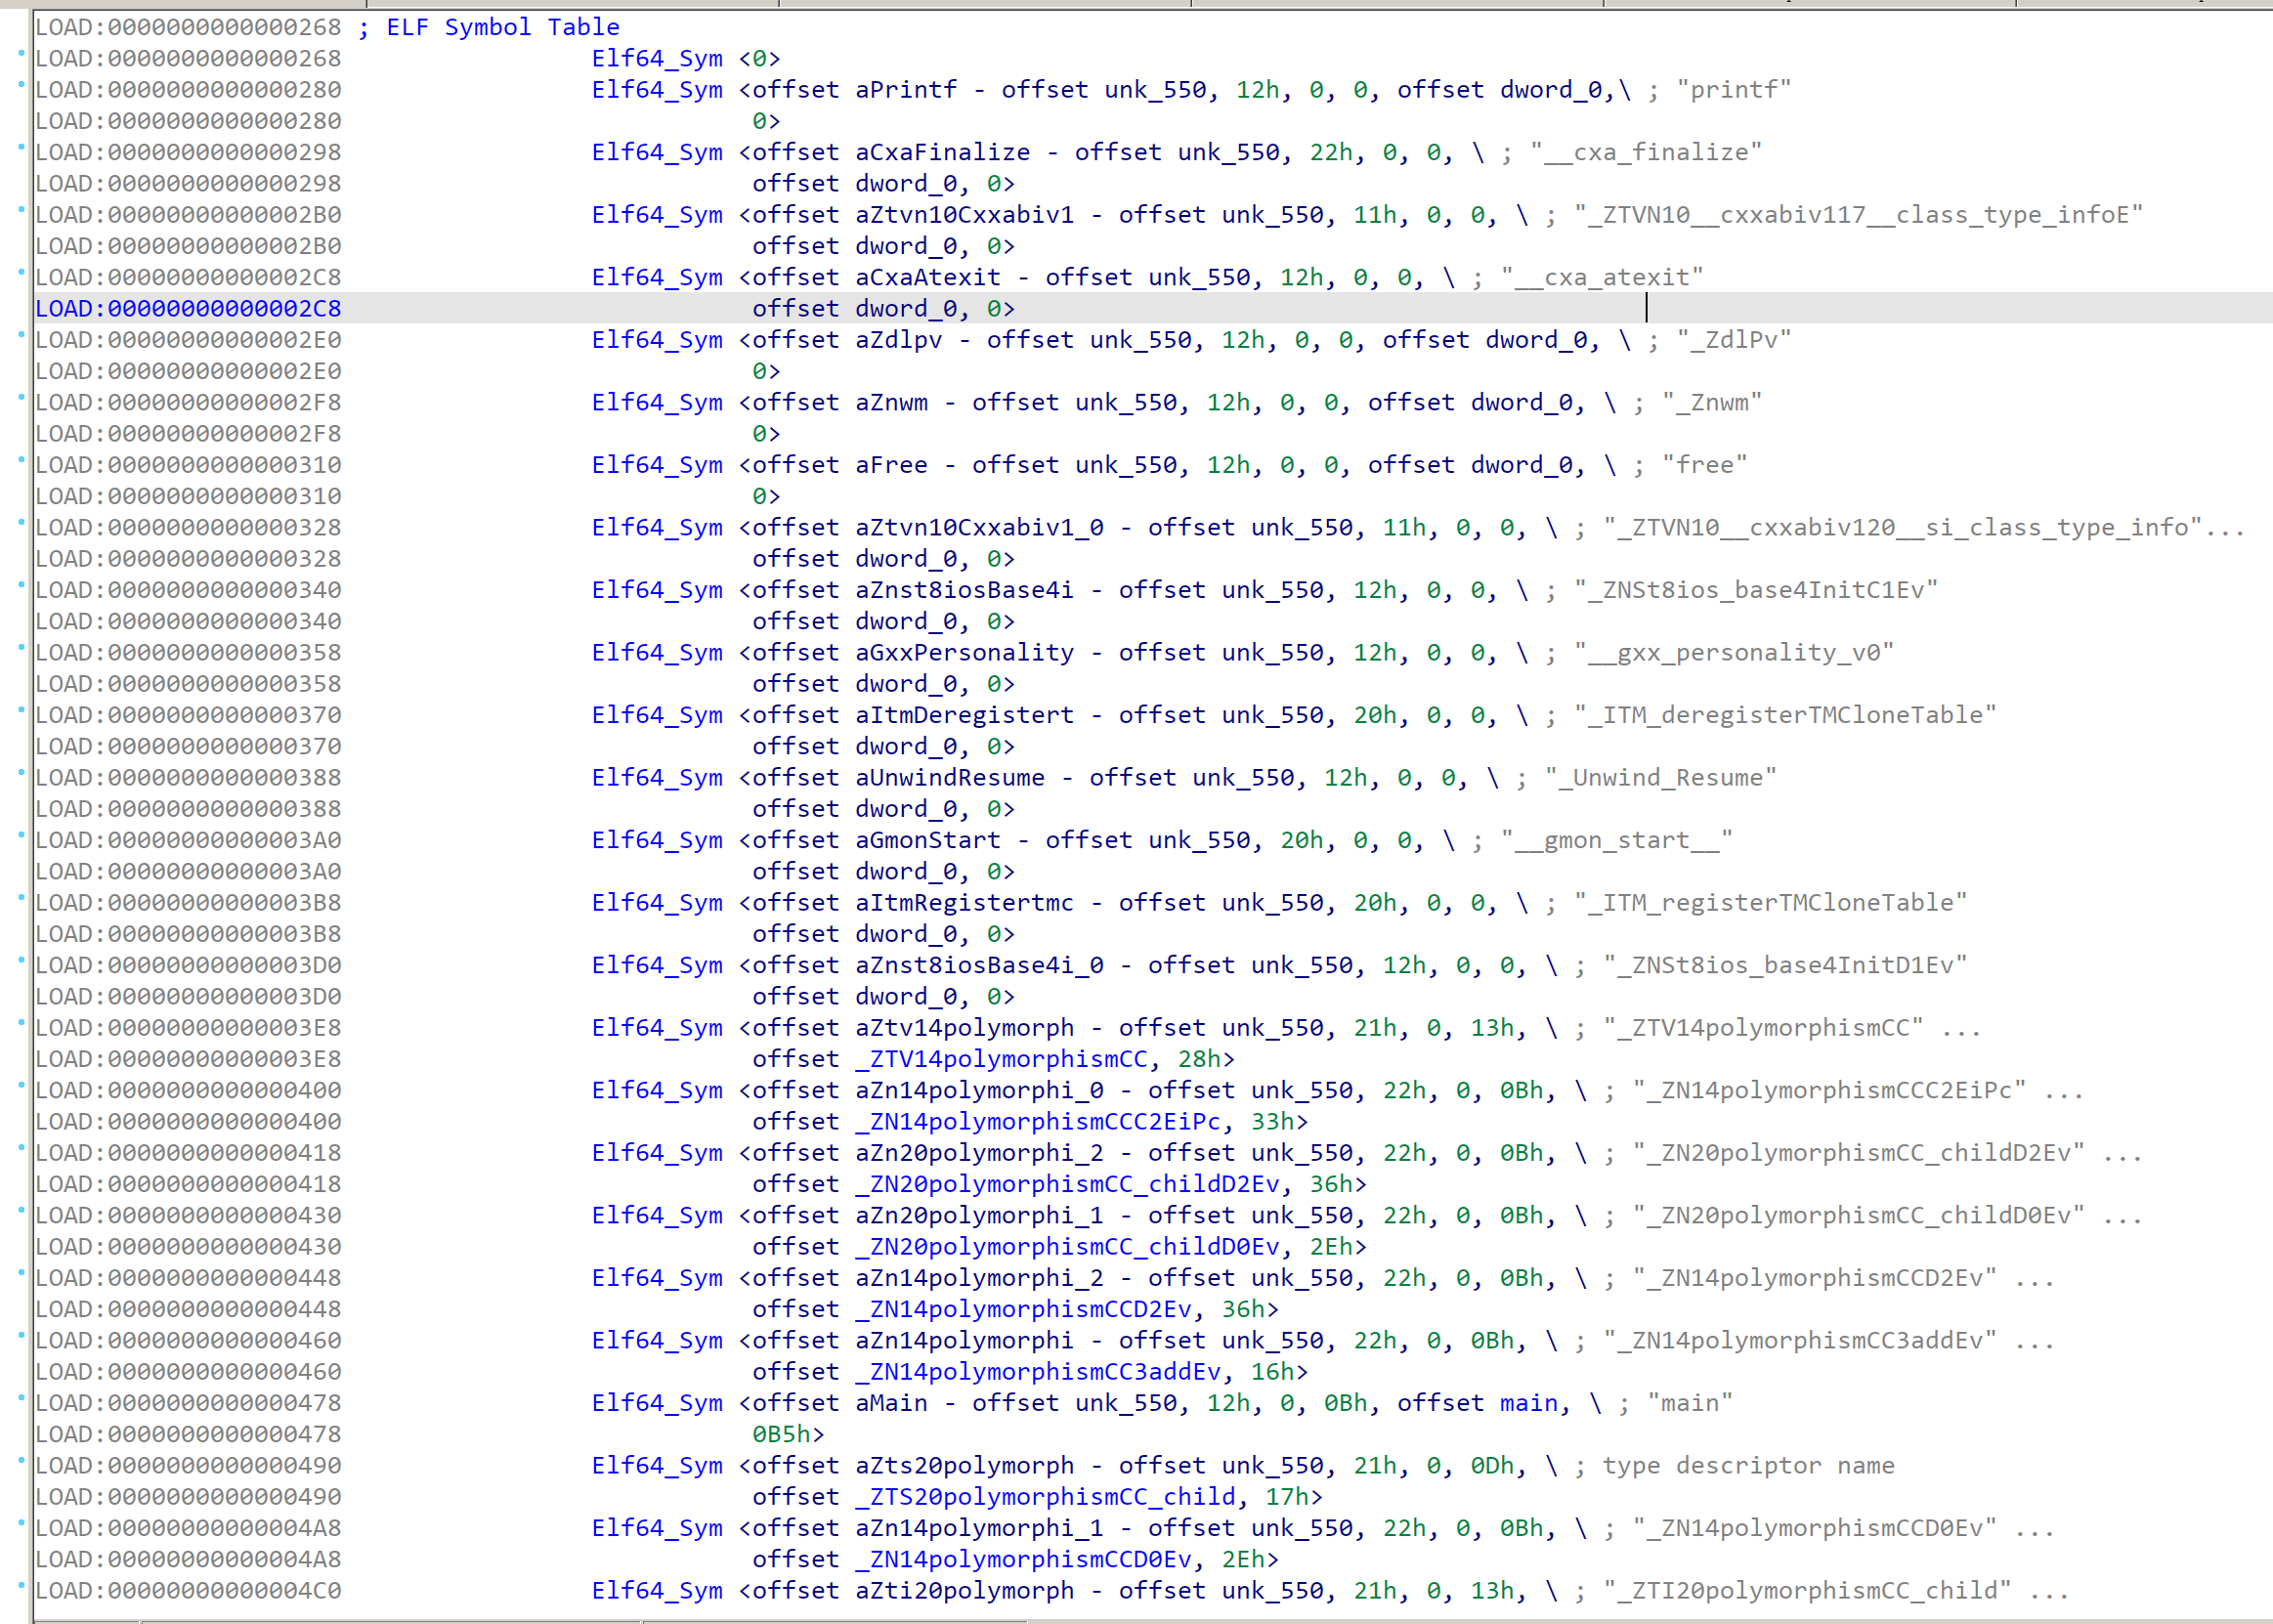 LOAD:0000000000000268 ; ELF Symbol Table
LOAD:0000000000000268 Elf64_Sym <0>
LOAD:0000000000000280 Elf64_Sym <offset aPrintf - offset unk_550, 12h, 0, 0, offset dword_0,\ ; "printf"
LOAD:0000000000000280 0>
LOAD:0000000000000298 Elf64_Sym <offset aCxaFinalize - offset unk_550, 22h, 0, 0, \ ; "__cxa_finalize"
LOAD:0000000000000298 offset dword_0, 0>
LOAD:00000000000002B0 Elf64_Sym <offset aZtvn10Cxxabiv1 - offset unk_550, 11h, 0, 0, \ ; "_ZTVN10__cxxabiv117__class_type_infoE"
LOAD:00000000000002B0 offset dword_0, 0>
LOAD:00000000000002C8 Elf64_Sym <offset aCxaAtexit - offset unk_550, 12h, 0, 0, \ ; "__cxa_atexit"
LOAD:00000000000002C8 offset dword_0, 0>
LOAD:00000000000002E0 Elf64_Sym <offset aZdlpv - offset unk_550, 12h, 0, 0, offset dword_0, \ ; "_ZdlPv"
LOAD:00000000000002E0 0>
LOAD:00000000000002F8 Elf64_Sym <offset aZnwm - offset unk_550, 12h, 0, 0, offset dword_0, \ ; "_Znwm"
LOAD:00000000000002F8 0>
LOAD:0000000000000310 Elf64_Sym <offset aFree - offset unk_550, 12h, 0, 0, offset dword_0, \ ; "free"
LOAD:0000000000000310 0>
LOAD:0000000000000328 Elf64_Sym <offset aZtvn10Cxxabiv1_0 - offset unk_550, 11h, 0, 0, \ ; "_ZTVN10__cxxabiv120__si_class_type_info"...
LOAD:0000000000000328 offset dword_0, 0>
LOAD:0000000000000340 Elf64_Sym <offset aZnst8iosBase4i - offset unk_550, 12h, 0, 0, \ ; "_ZNSt8ios_base4InitC1Ev"
LOAD:0000000000000340 offset dword_0, 0>
LOAD:0000000000000358 Elf64_Sym <offset aGxxPersonality - offset unk_550, 12h, 0, 0, \ ; "__gxx_personality_v0"
LOAD:0000000000000358 offset dword_0, 0>
LOAD:0000000000000370 Elf64_Sym <offset aItmDeregistert - offset unk_550, 20h, 0, 0, \ ; "_ITM_deregisterTMCloneTable"
LOAD:0000000000000370 offset dword_0, 0>
LOAD:0000000000000388 Elf64_Sym <offset aUnwindResume - offset unk_550, 12h, 0, 0, \ ; "_Unwind_Resume"
LOAD:0000000000000388 offset dword_0, 0>
LOAD:00000000000003A0 Elf64_Sym <offset aGmonStart - offset unk_550, 20h, 0, 0, \ ; "__gmon_start__"
LOAD:00000000000003A0 offset dword_0, 0>
LOAD:00000000000003B8 Elf64_Sym <offset aItmRegistertmc - offset unk_550, 20h, 0, 0, \ ; "_ITM_registerTMCloneTable"
LOAD:00000000000003B8 offset dword_0, 0>
LOAD:00000000000003D0 Elf64_Sym <offset aZnst8iosBase4i_0 - offset unk_550, 12h, 0, 0, \ ; "_ZNSt8ios_base4InitD1Ev"
LOAD:00000000000003D0 offset dword_0, 0>
LOAD:00000000000003E8 Elf64_Sym <offset aZtv14polymorph - offset unk_550, 21h, 0, 13h, \ ; "_ZTV14polymorphismCC" ...
LOAD:00000000000003E8 offset _ZTV14polymorphismCC, 28h>
LOAD:0000000000000400 Elf64_Sym <offset aZn14polymorphi_0 - offset unk_550, 22h, 0, 0Bh, \ ; "_ZN14polymorphismCCC2EiPc" ...
LOAD:0000000000000400 offset _ZN14polymorphismCCC2EiPc, 33h>
LOAD:0000000000000418 Elf64_Sym <offset aZn20polymorphi_2 - offset unk_550, 22h, 0, 0Bh, \ ; "_ZN20polymorphismCC_childD2Ev" ...
LOAD:0000000000000418 offset _ZN20polymorphismCC_childD2Ev, 36h>
LOAD:0000000000000430 Elf64_Sym <offset aZn20polymorphi_1 - offset unk_550, 22h, 0, 0Bh, \ ; "_ZN20polymorphismCC_childD0Ev" ...
LOAD:0000000000000430 offset _ZN20polymorphismCC_childD0Ev, 2Eh>
LOAD:0000000000000448 Elf64_Sym <offset aZn14polymorphi_2 - offset unk_550, 22h, 0, 0Bh, \ ; "_ZN14polymorphismCCD2Ev" ...
LOAD:0000000000000448 offset _ZN14polymorphismCCD2Ev, 36h>
LOAD:0000000000000460 Elf64_Sym <offset aZn14polymorphi - offset unk_550, 22h, 0, 0Bh, \ ; "_ZN14polymorphismCC3addEv" ...
LOAD:0000000000000460 offset _ZN14polymorphismCC3addEv, 16h>
LOAD:0000000000000478 Elf64_Sym <offset aMain - offset unk_550, 12h, 0, 0Bh, offset main, \ ; "main"
LOAD:0000000000000478 0B5h>
LOAD:0000000000000490 Elf64_Sym <offset aZts20polymorph - offset unk_550, 21h, 0, 0Dh, \ ; type descriptor name
LOAD:0000000000000490 offset _ZTS20polymorphismCC_child, 17h>
LOAD:00000000000004A8 Elf64_Sym <offset aZn14polymorphi_1 - offset unk_550, 22h, 0, 0Bh, \ ; "_ZN14polymorphismCCD0Ev" ...
LOAD:00000000000004A8 offset _ZN14polymorphismCCD0Ev, 2Eh>
LOAD:00000000000004C0 Elf64_Sym <offset aZti20polymorph - offset unk_550, 21h, 0, 13h, \ ; "_ZTI20polymorphismCC_child" ...